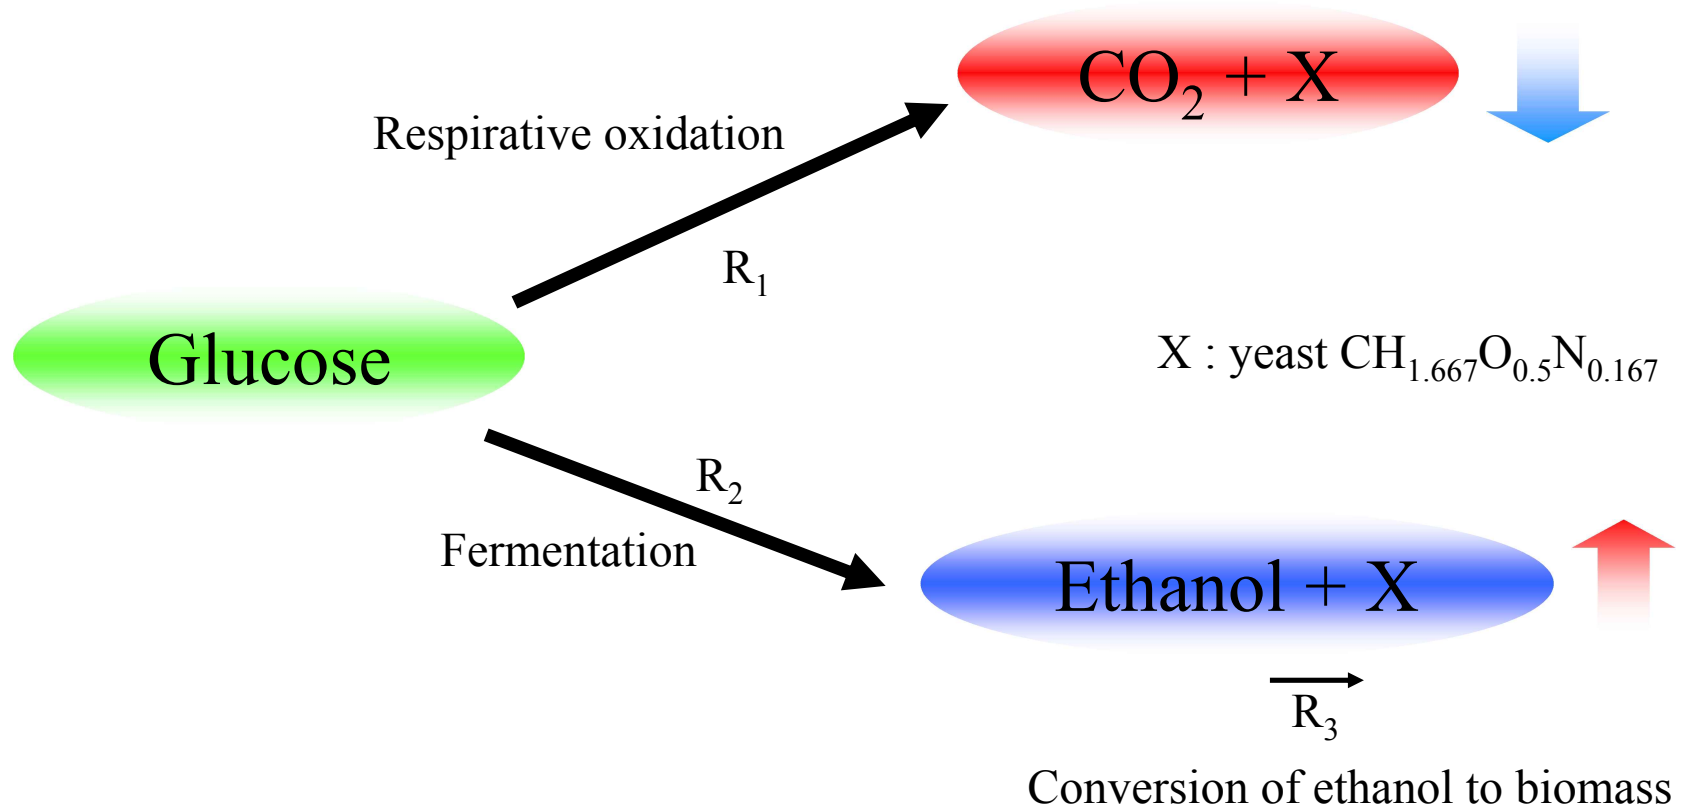 CO₂ + X
Respirative oxidation
R₁
Glucose
X : yeast CH₁.₆₆₇O₀.₅N₀.₁₆₇
R₂
Fermentation
Ethanol + X
R₃
Conversion of ethanol to biomass